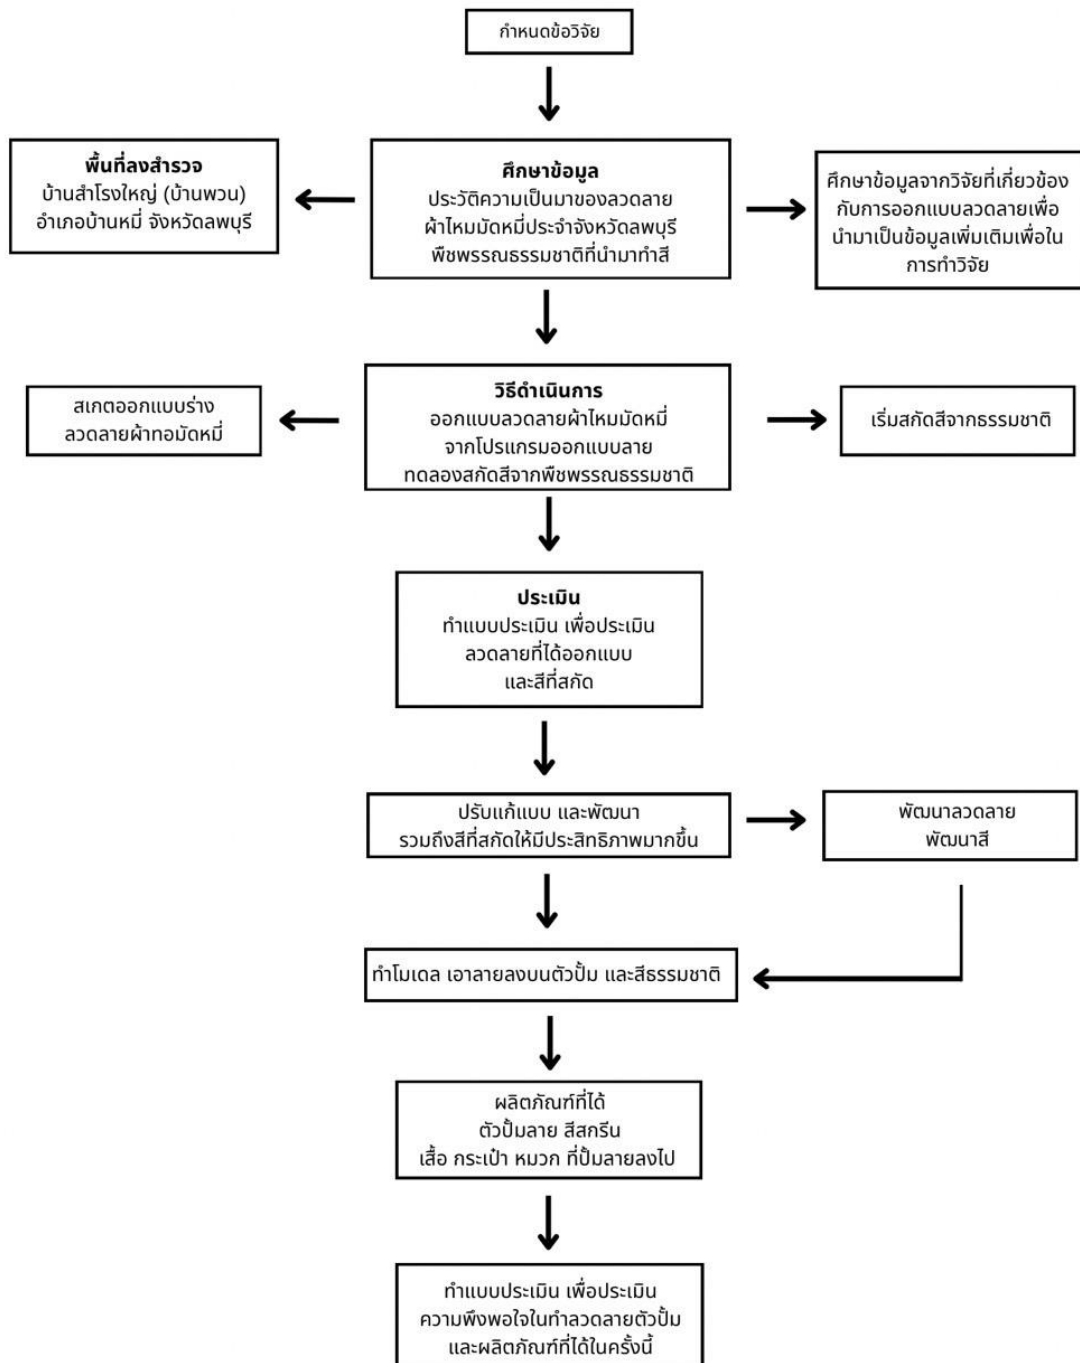 กำหนดข้อวิจัย
พื้นที่ลงสำรวจ
บ้านสำโรงใหญ่ (บ้านพวน)
อำเภอบ้านหมี่ จังหวัดลพบุรี
ศึกษาข้อมูล
ประวัติความเป็นมาของลวดลาย
ผ้าไหมมัดหมี่ประจำจังหวัดลพบุรี
พืชพรรณธรรมชาติที่นำมาทำสี
ศึกษาข้อมูลจากวิจัยที่เกี่ยวข้อง
กับการออกแบบลวดลายเพื่อ
นำมาเป็นข้อมูลเพิ่มเติมเพื่อใน
การทำวิจัย
สเกตออกแบบร่าง
ลวดลายผ้าทอมัดหมี่
วิธีดำเนินการ
ออกแบบลวดลายผ้าไหมมัดหมี่
จากโปรแกรมออกแบบลาย
ทดลองสกัดสีจากพืชพรรณธรรมชาติ
เริ่มสกัดสีจากธรรมชาติ
ประเมิน
ทำแบบประเมิน เพื่อประเมิน
ลวดลายที่ได้ออกแบบ
และสีที่สกัด
ปรับแก้แบบ และพัฒนา
รวมถึงสีที่สกัดให้มีประสิทธิภาพมากขึ้น
พัฒนาลวดลาย
พัฒนาสี
ทำโมเดล เอาลายลงบนตัวปั้ม และสีธรรมชาติ
ผลิตภัณฑ์ที่ได้
ตัวปั้มลาย สีสกรีน
เสื้อ กระเป๋า หมวก ที่ปั้มลายลงไป
ทำแบบประเมิน เพื่อประเมิน
ความพึงพอใจในทำลวดลายตัวปั้ม
และผลิตภัณฑ์ที่ได้ในครั้งนี้